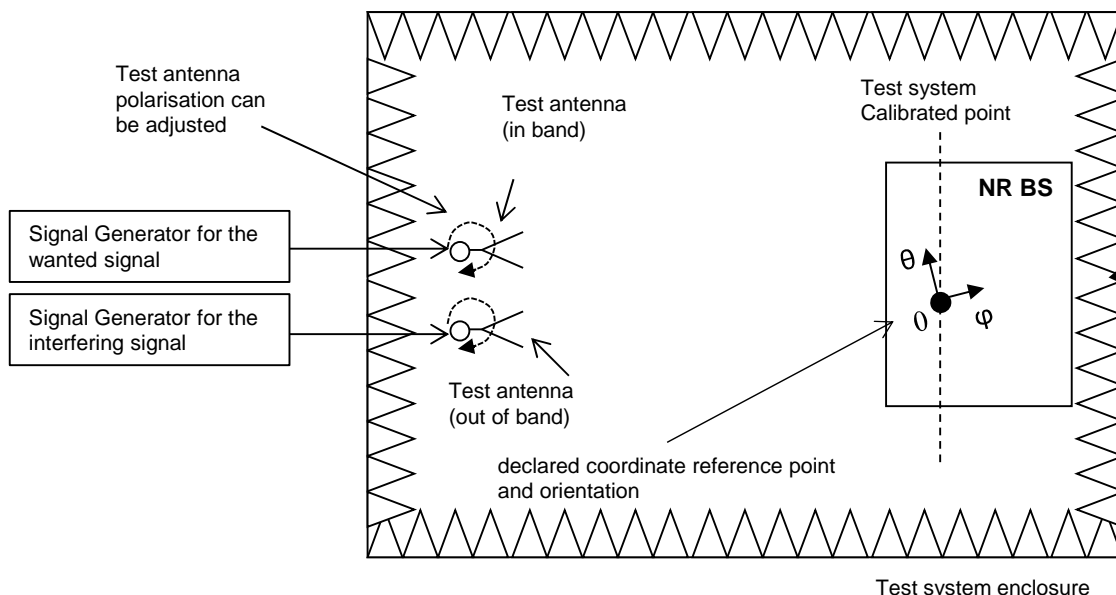 Test antenna
polarisation can
be adjusted
Test antenna
(in band)
Test system
Calibrated point
NR BS
Signal Generator for the
wanted signal
θ
0
φ
Signal Generator for the
interfering signal
Test antenna
(out of band)
declared coordinate reference point
and orientation
Test system enclosure